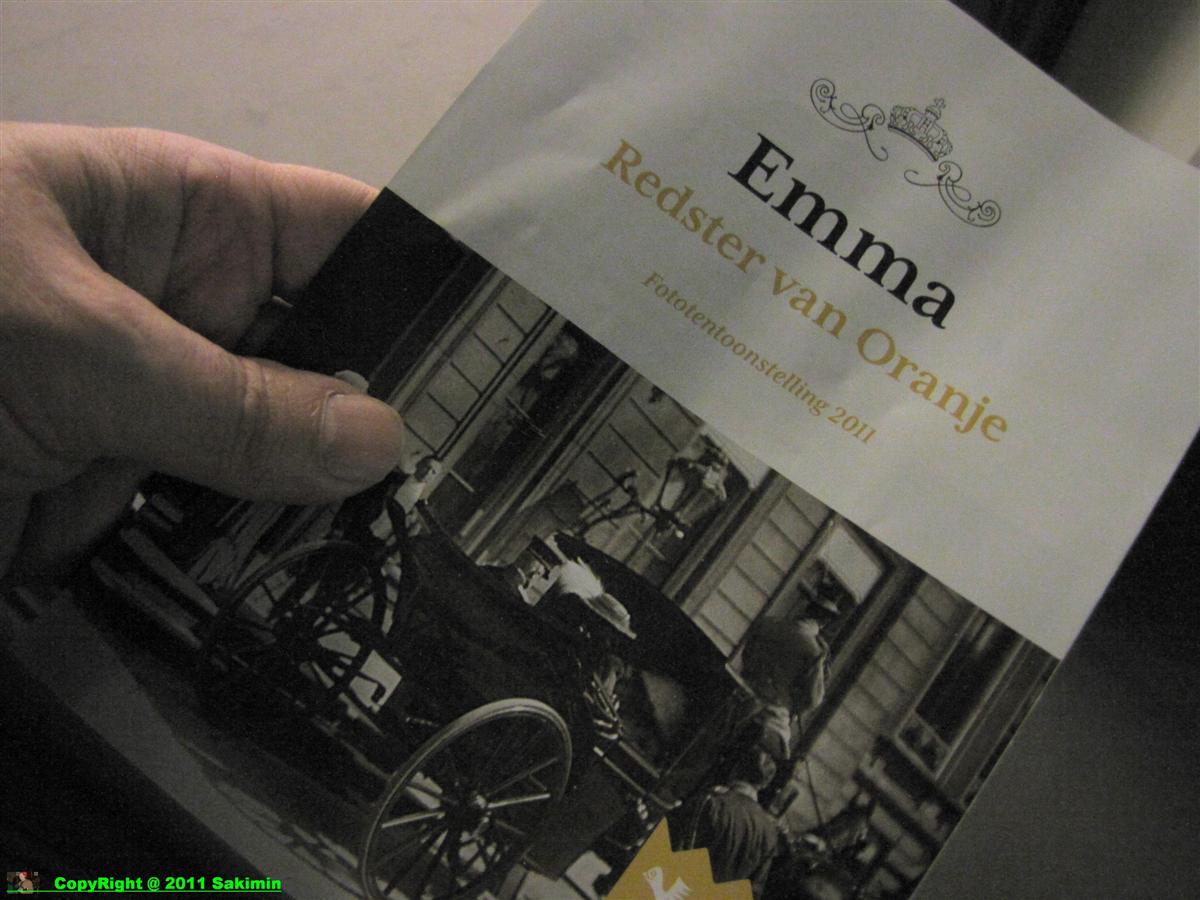 Emma
Redster van Oranje
Fototentoonstelling 2011
CopyRight @ 2011 Sakimin